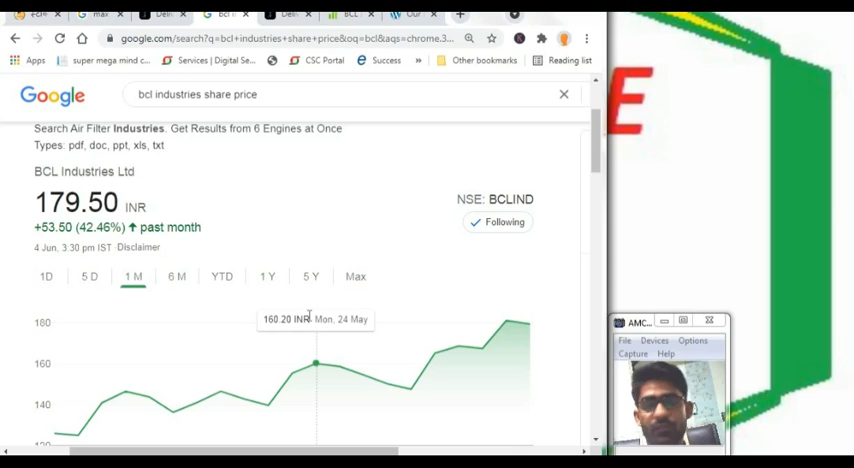 max
BCL
Our
google.com/search?q=bcl+industries+share+price&oq=bcl&aqs=chrome.3...
Apps
super mega mind c...
Services | Digital Se...
CSC Portal
Success
»
Other bookmarks
Reading list
Google
bcl industries share price
Search Air Filter Industries. Get Results from 6 Engines at Once
Types: pdf, doc, ppt, xls, txt
BCL Industries Ltd
179.50 INR
NSE: BCLIND
+53.50 (42.46%) ↑ past month
Following
4 Jun, 3:30 pm IST · Disclaimer
1D 5 D 1 M 6 M YTD 1 Y 5 Y Max
160.20 INR Mon, 24 May
180
160
140
120
E
AMC...
File Devices Options
Capture Help